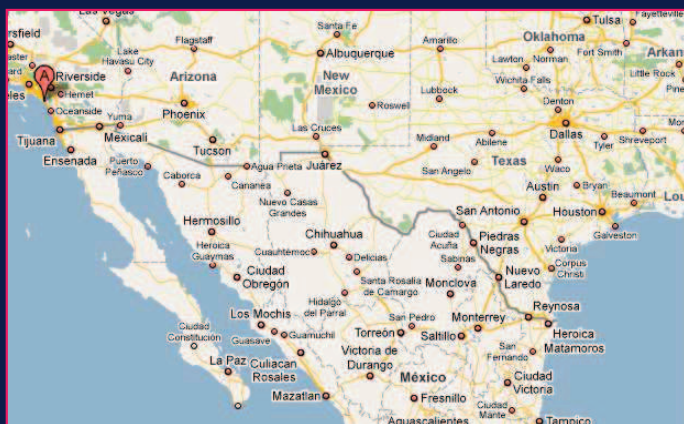 Las Vegas
Santa Fe
Tulsa
Fayetteville
Flagstaff
Oklahoma
Lake
Havasu City
Albuquerque
Amarillo
Fort Smith
Riverside
Arizona
New
Mexico
Lawton
Norman
Little Rock
Wichita Falls
A
Hemet
Lubbock
Oceanside
Yuma
Phoenix
Roswell
Denton
Dallas
Tijuana
Mexicali
Las Cruces
Midland
Abilene
Tyler
Shreveport
Ensenada
Tucson
Juárez
Texas
Puerto
Peñasco
Agua Prieta
San Angelo
Waco
Caborca
Cananea
Austin
Bryan
Beaumont
Nuevo Casas
Grandes
San Antonio
Houston
Hermosillo
Chihuahua
Ciudad
Acuña
Piedras
Negras
Victoria
Galveston
Heroica
Guaymas
Cuauhtémoc
Delicias
Sabinas
Corpus
Christi
Ciudad
Obregón
Santa Rosalia
de Camargo
Monclova
Nuevo
Laredo
Hidalgo
del Parral
Reynosa
Los Mochis
San Pedro
Monterrey
Heroica
Matamoros
Ciudad
Constitución
Guasave
Guamuchil
Torreón
Saltillo
San
Fernando
La Paz
Culiacan
Rosales
Victoria de
Durango
México
Ciudad
Victoria
Mazatlan
Fresnillo
Ciudad
Mante
Aguascalientes
Tampico